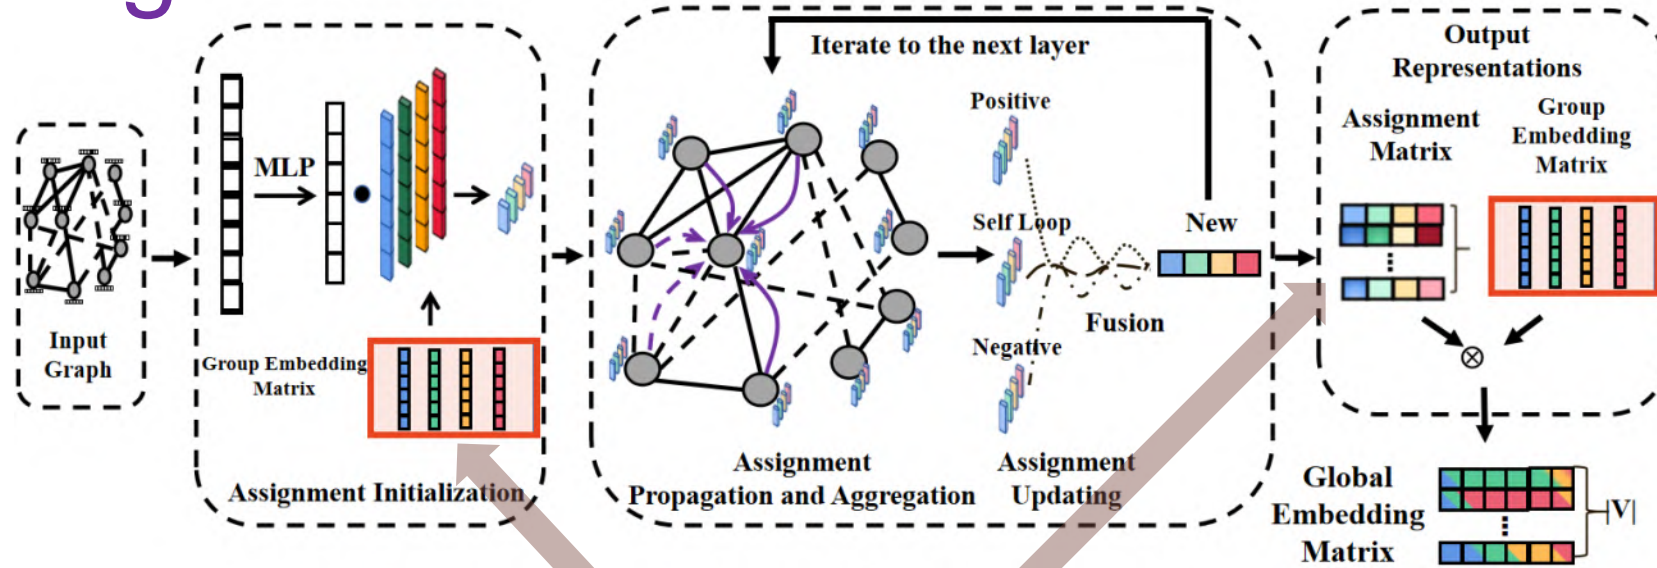 Input
Graph
MLP
Group Embedding
Matrix
Assignment Initialization
Iterate to the next layer
Assignment
Propagation and Aggregation
Positive
Self Loop
Negative
Fusion
New
Assignment
Updating
Output
Representations
Assignment
Matrix
Group
Embedding
Matrix
Global
Embedding
Matrix
|V|